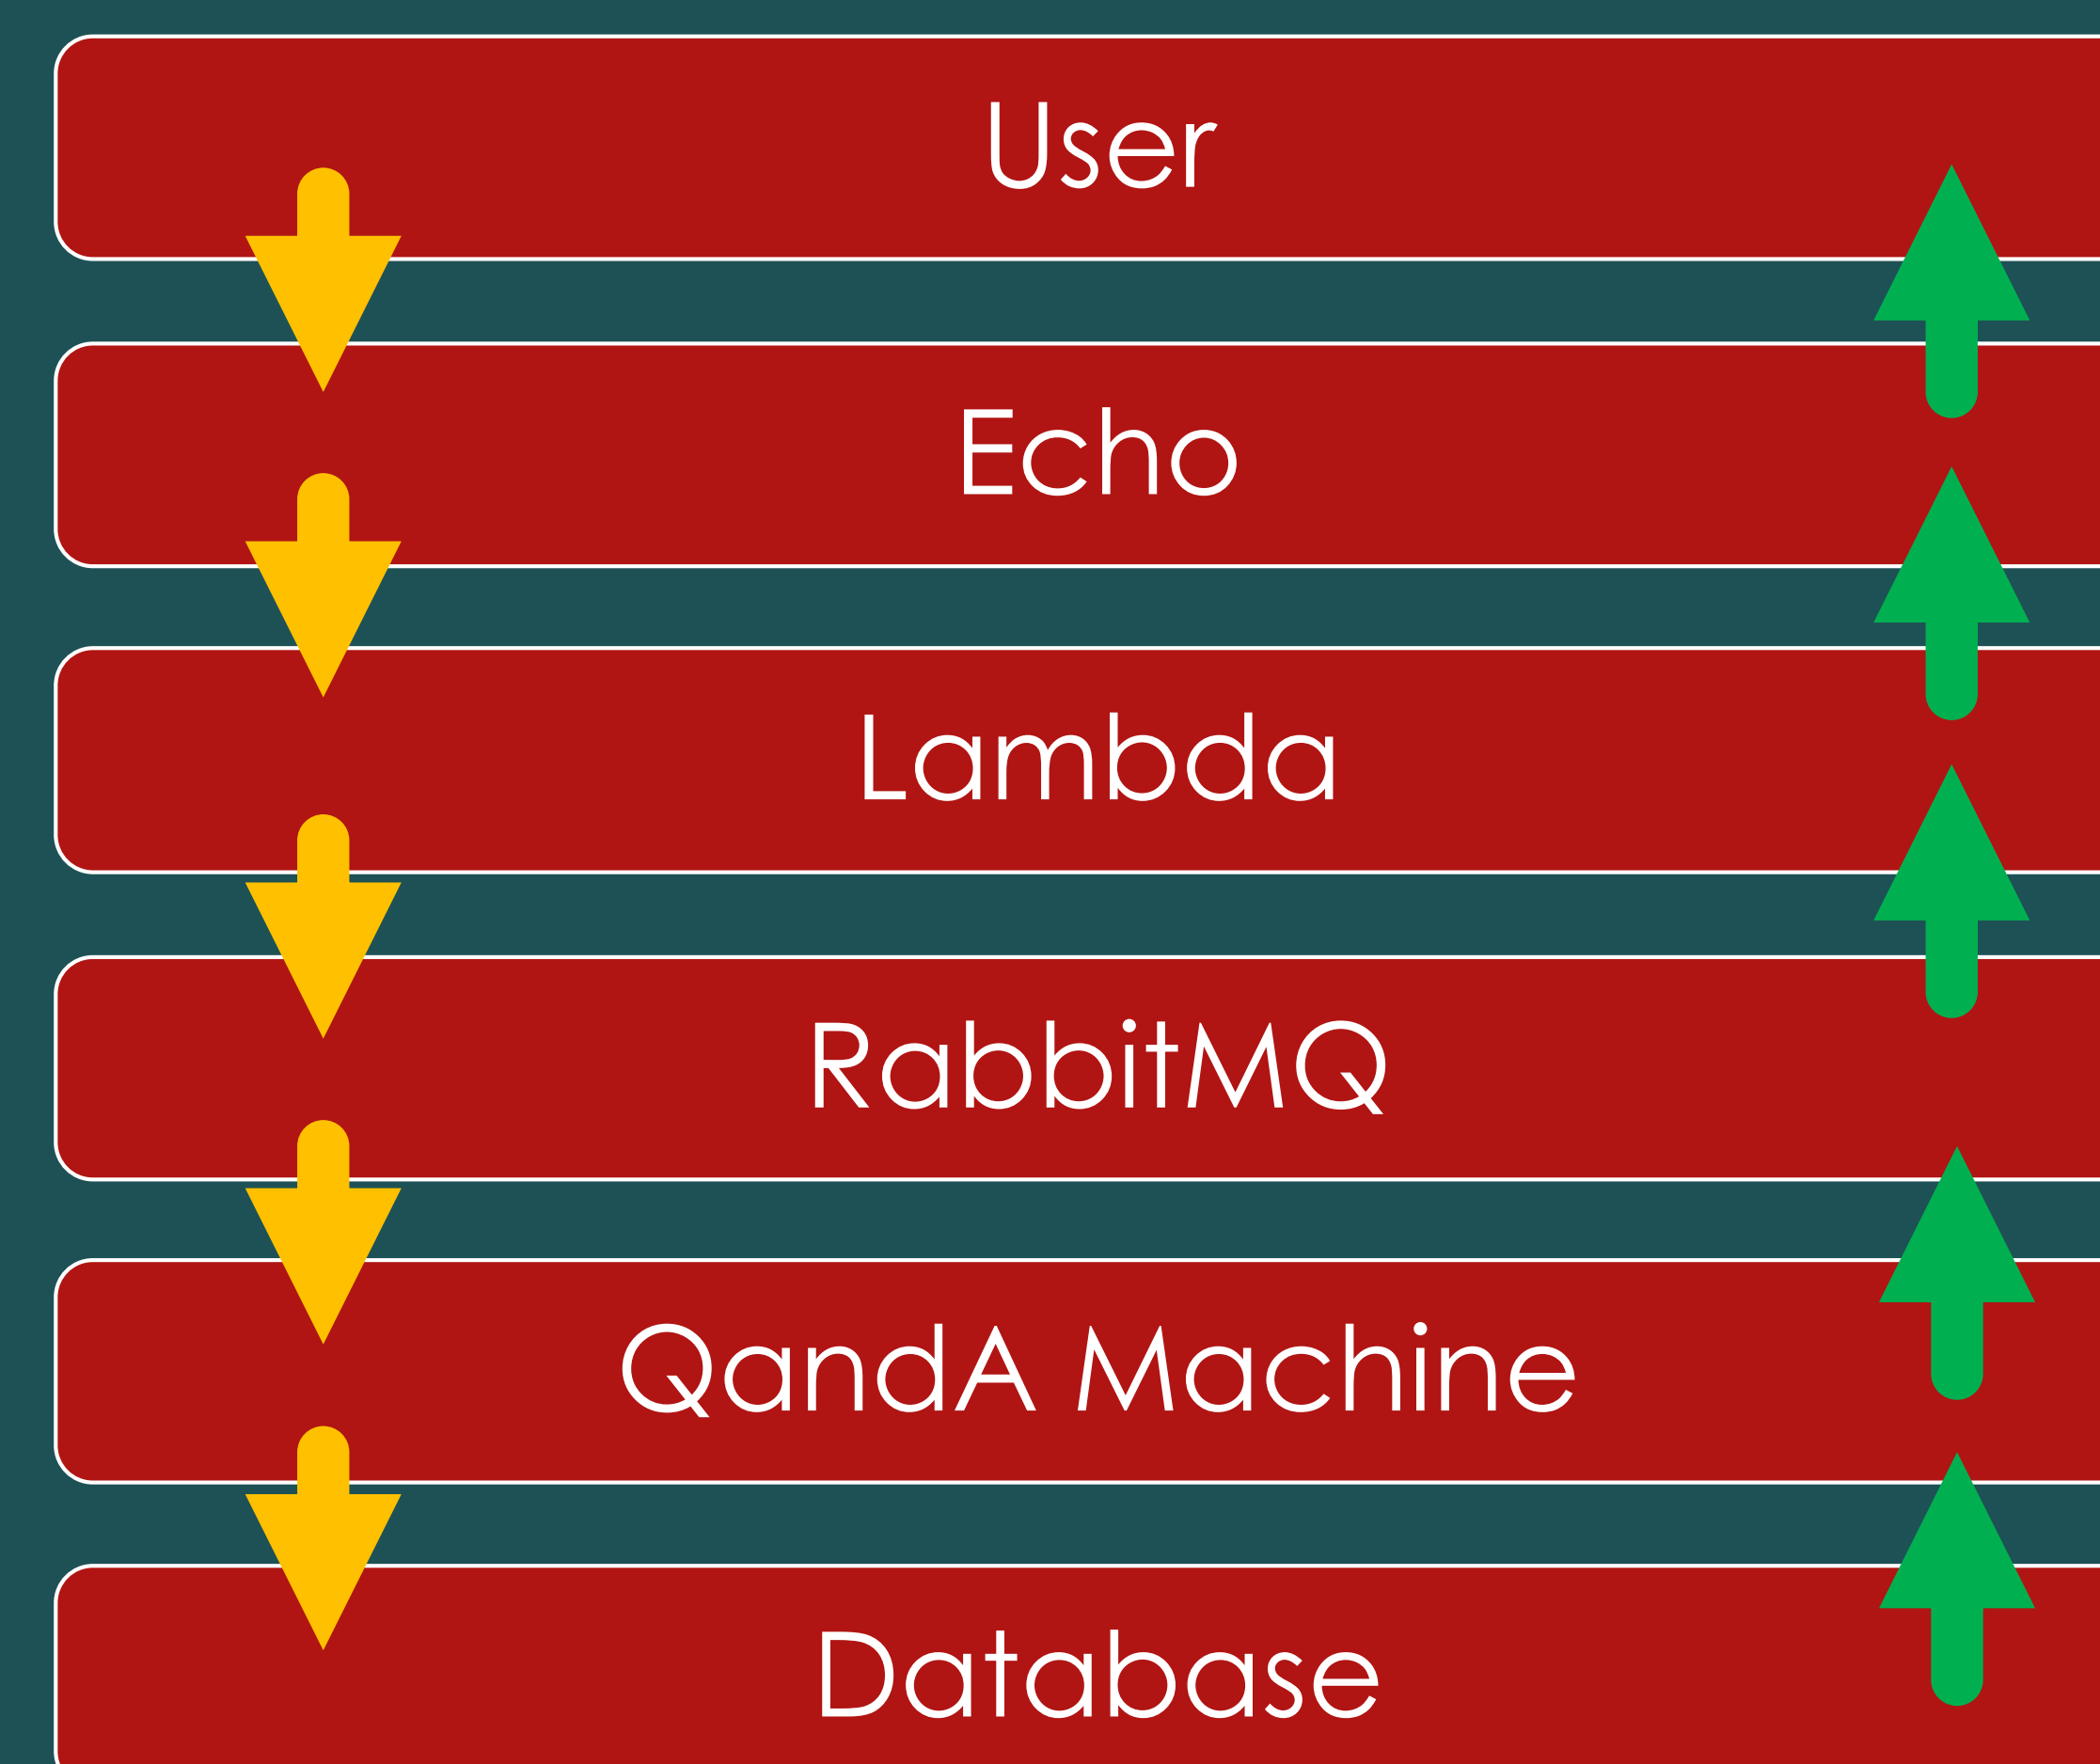 User
Echo
Lambda
RabbitMQ
QandA Machine
Database